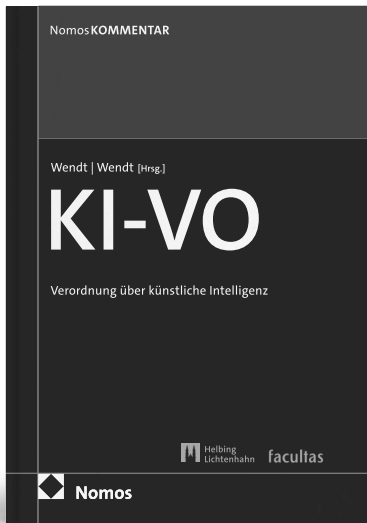 NomosKOMMENTAR
Wendt | Wendt [Hrsg.]
KI-VO
Verordnung über künstliche Intelligenz
Helbing
Lichtenhahn
facultas
Nomos